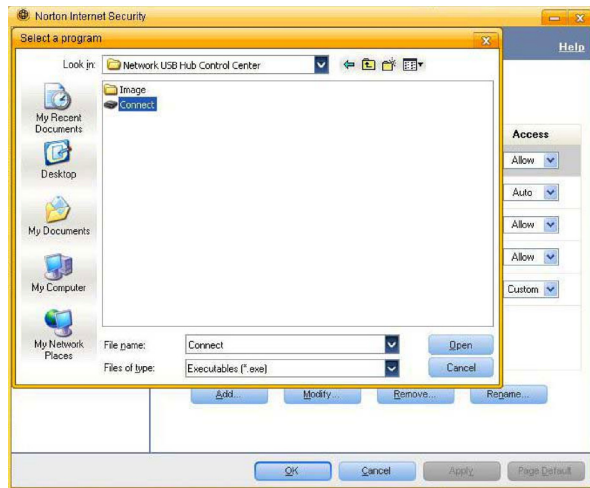 Norton Internet Security
Select a program
Help
Look in:
Network USB Hub Control Center
Image
Connect
My Recent
Documents
Desktop
My Documents
My Computer
My Network
Places
Access
Allow
Auto
Allow
Allow
Custom
File name:
Connect
Open
Files of type:
Executables (*.exe)
Cancel
Add...
Modify...
Remove...
Rename...
OK
Cancel
Apply
Page Default